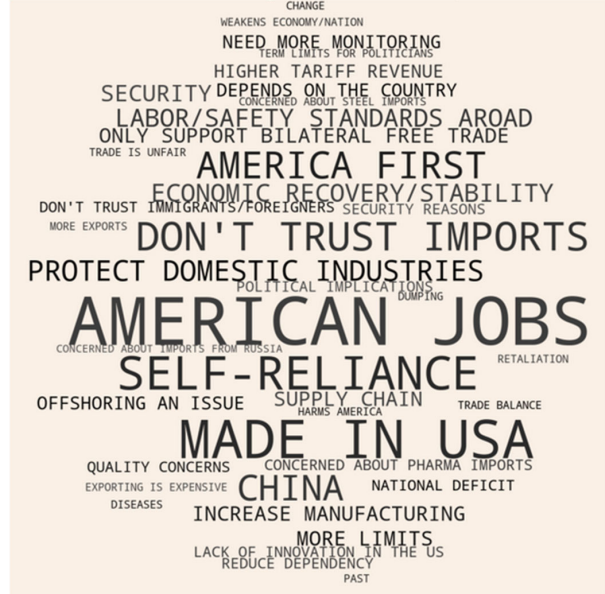 CHANGE
WEAKENS ECONOMY/NATION
NEED MORE MONITORING
TERM LIMITS FOR POLITICIANS
HIGHER TARIFF REVENUE
SECURITY DEPENDS ON THE COUNTRY
CONCERNED ABOUT STEEL IMPORTS
LABOR/SAFETY STANDARDS AROAD
ONLY SUPPORT BILATERAL FREE TRADE
TRADE IS UNFAIR
AMERICA FIRST
ECONOMIC RECOVERY/STABILITY
DON'T TRUST IMMIGRANTS/FOREIGNERS SECURITY REASONS
MORE EXPORTS
DON'T TRUST IMPORTS
PROTECT DOMESTIC INDUSTRIES
POLITICAL IMPLICATIONS
DUMPING
AMERICAN JOBS
CONCERNED ABOUT IMPORTS FROM RUSSIA
RETALIATION
SELF-RELIANCE
OFFSHORING AN ISSUE SUPPLY CHAIN TRADE BALANCE
HARMS AMERICA
MADE IN USA
QUALITY CONCERNS CONCERNED ABOUT PHARMA IMPORTS
EXPORTING IS EXPENSIVE CHINA NATIONAL DEFICIT
DISEASES
INCREASE MANUFACTURING
MORE LIMITS
LACK OF INNOVATION IN THE US
REDUCE DEPENDENCY
PAST